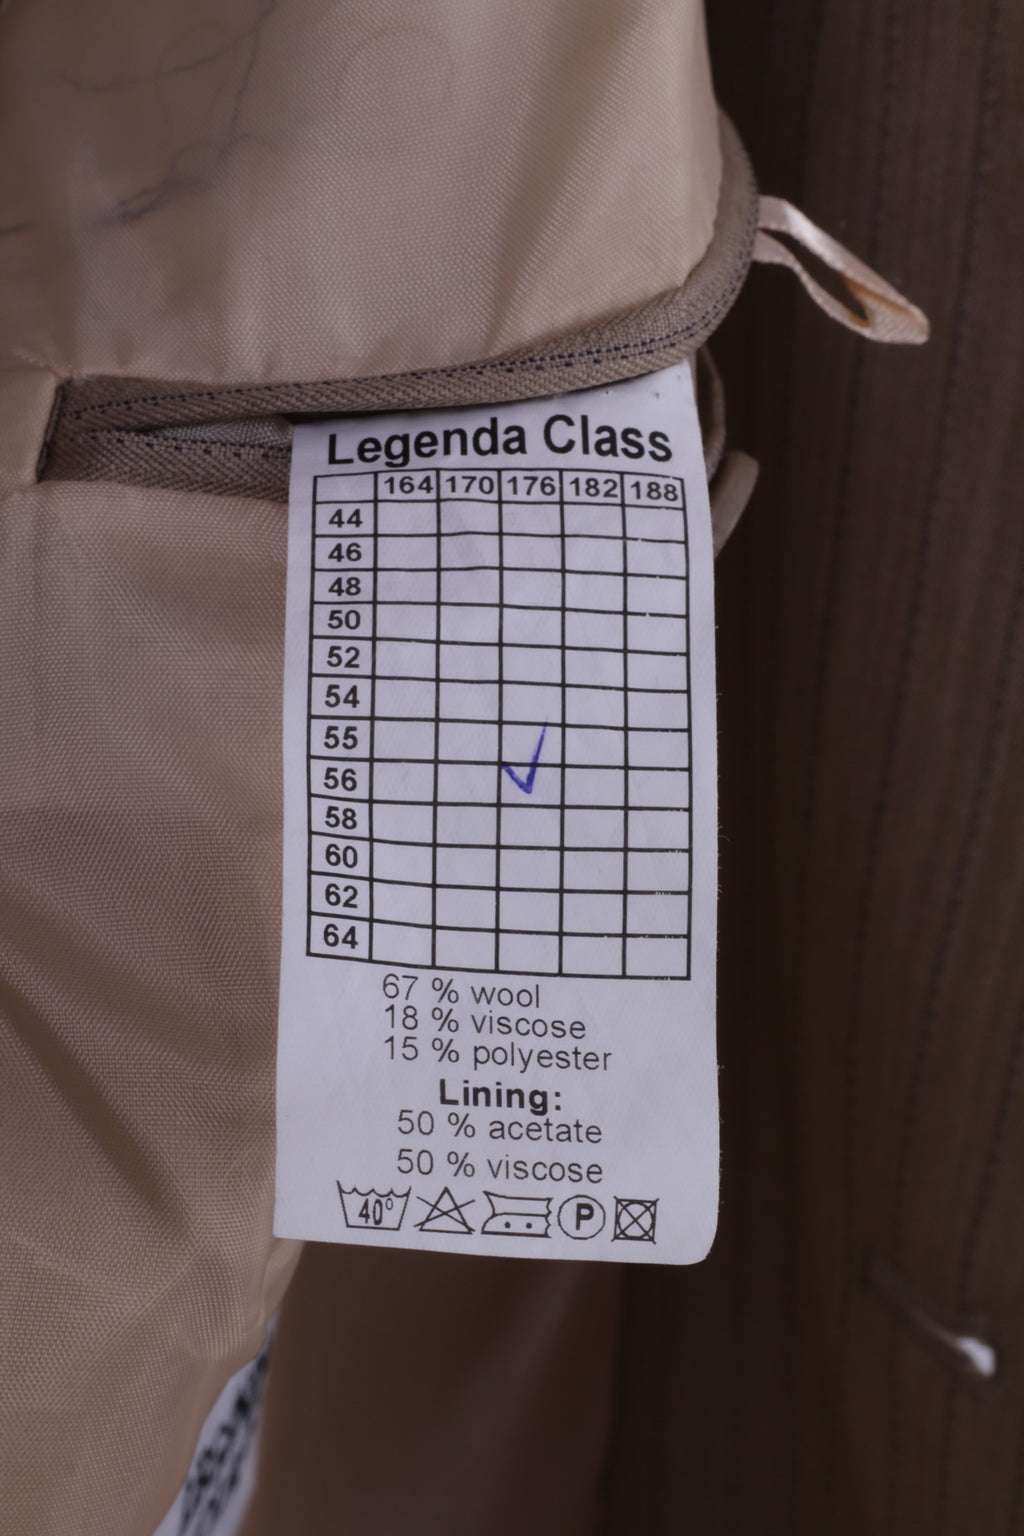 Legenda Class
164 170 176 182 188
44
46
48
50
52
54
55
56
58
60
62
64
67 % wool
18 % viscose
15 % polyester
Lining:
50 % acetate
50 % viscose
40° P